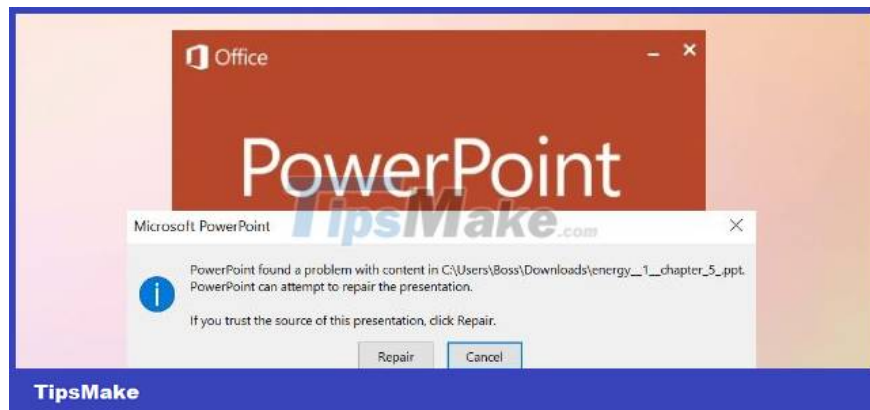 Office
PowerPoint
TipsMake.com
Microsoft PowerPoint
PowerPoint found a problem with content in C:\Users\Boss\Downloads\energy__1__chapter_5_.ppt.
PowerPoint can attempt to repair the presentation.
If you trust the source of this presentation, click Repair.
Repair Cancel
TipsMake